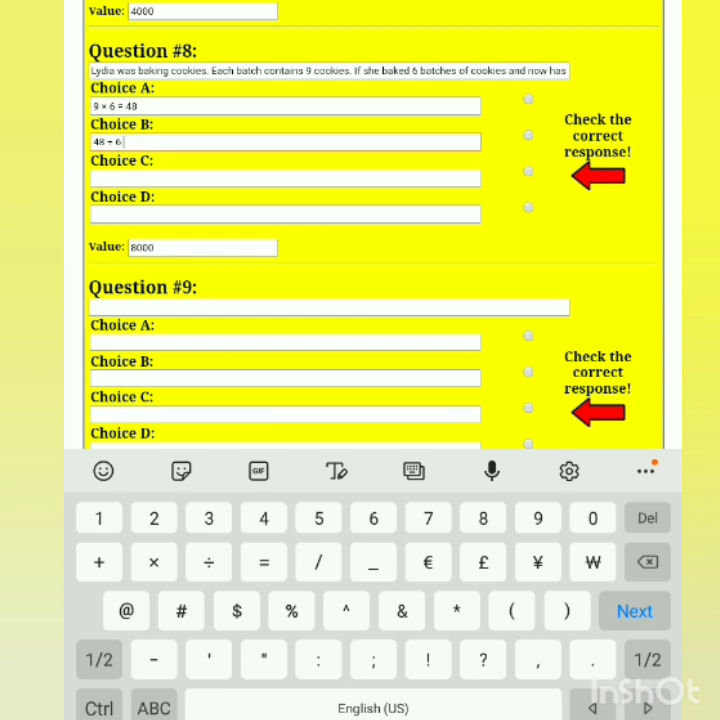 Value: 4000
Question #8:
Lydia was baking cookies. Each batch contains 9 cookies. If she baked 6 batches of cookies and now has
Choice A:
9 × 6 = 48
Choice B:
48 ÷ 6
Choice C:
Choice D:
Check the
correct
response!
Value: 8000
Question #9:
Choice A:
Choice B:
Choice C:
Choice D:
Check the
correct
response!
GIF
1 2 3 4 5 6 7 8 9 0 Del
+ × ÷ = / _ € £ ¥ ₩
@ # $ % ^ & * ( ) Next
1/2 - ' " : ; ! ? , . 1/2
Ctrl ABC English (US)
InShOt